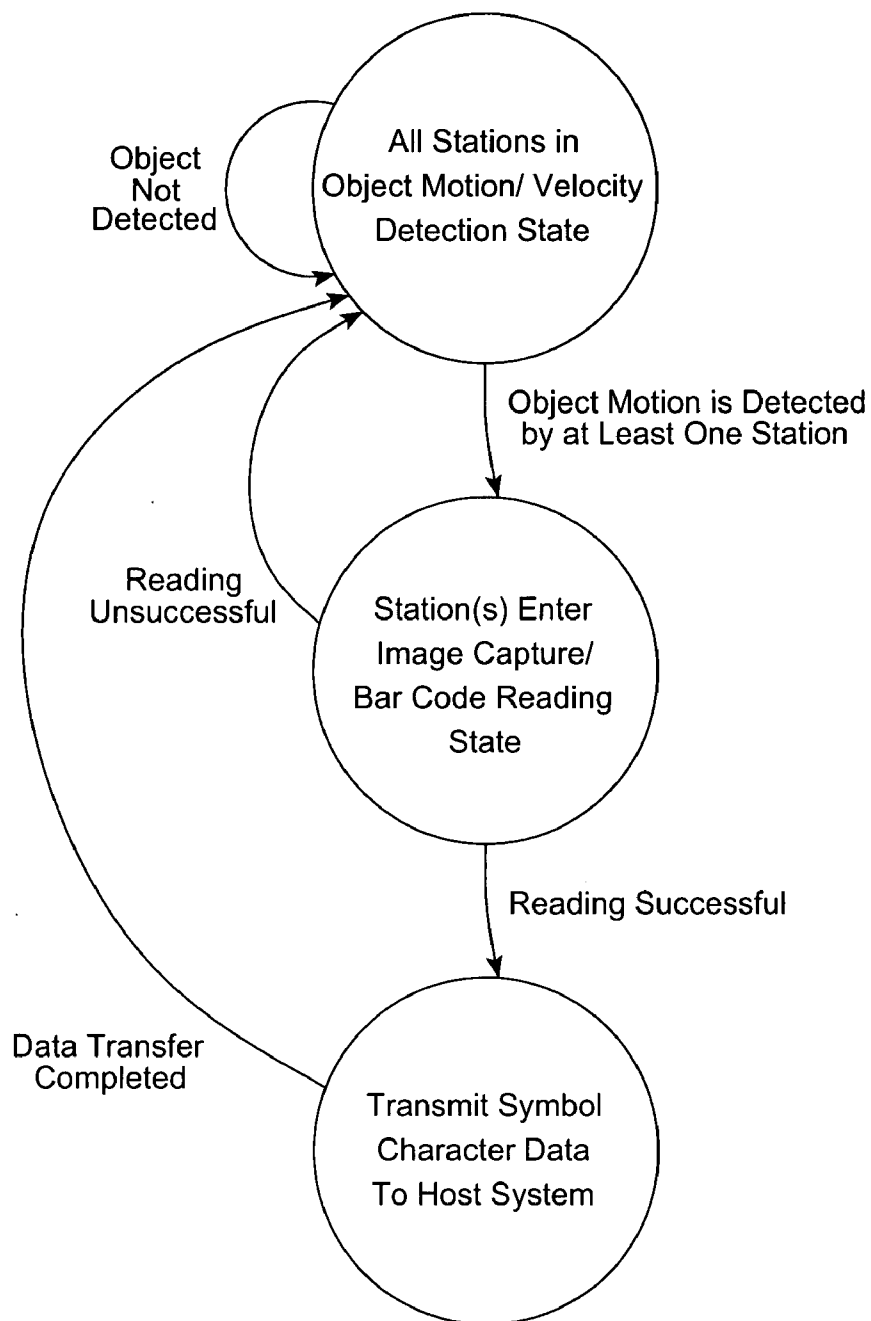 All Stations in
Object Motion/ Velocity
Detection State
Object
Not
Detected
Object Motion is Detected
by at Least One Station
Reading
Unsuccessful
Station(s) Enter
Image Capture/
Bar Code Reading
State
Reading Successful
Data Transfer
Completed
Transmit Symbol
Character Data
To Host System